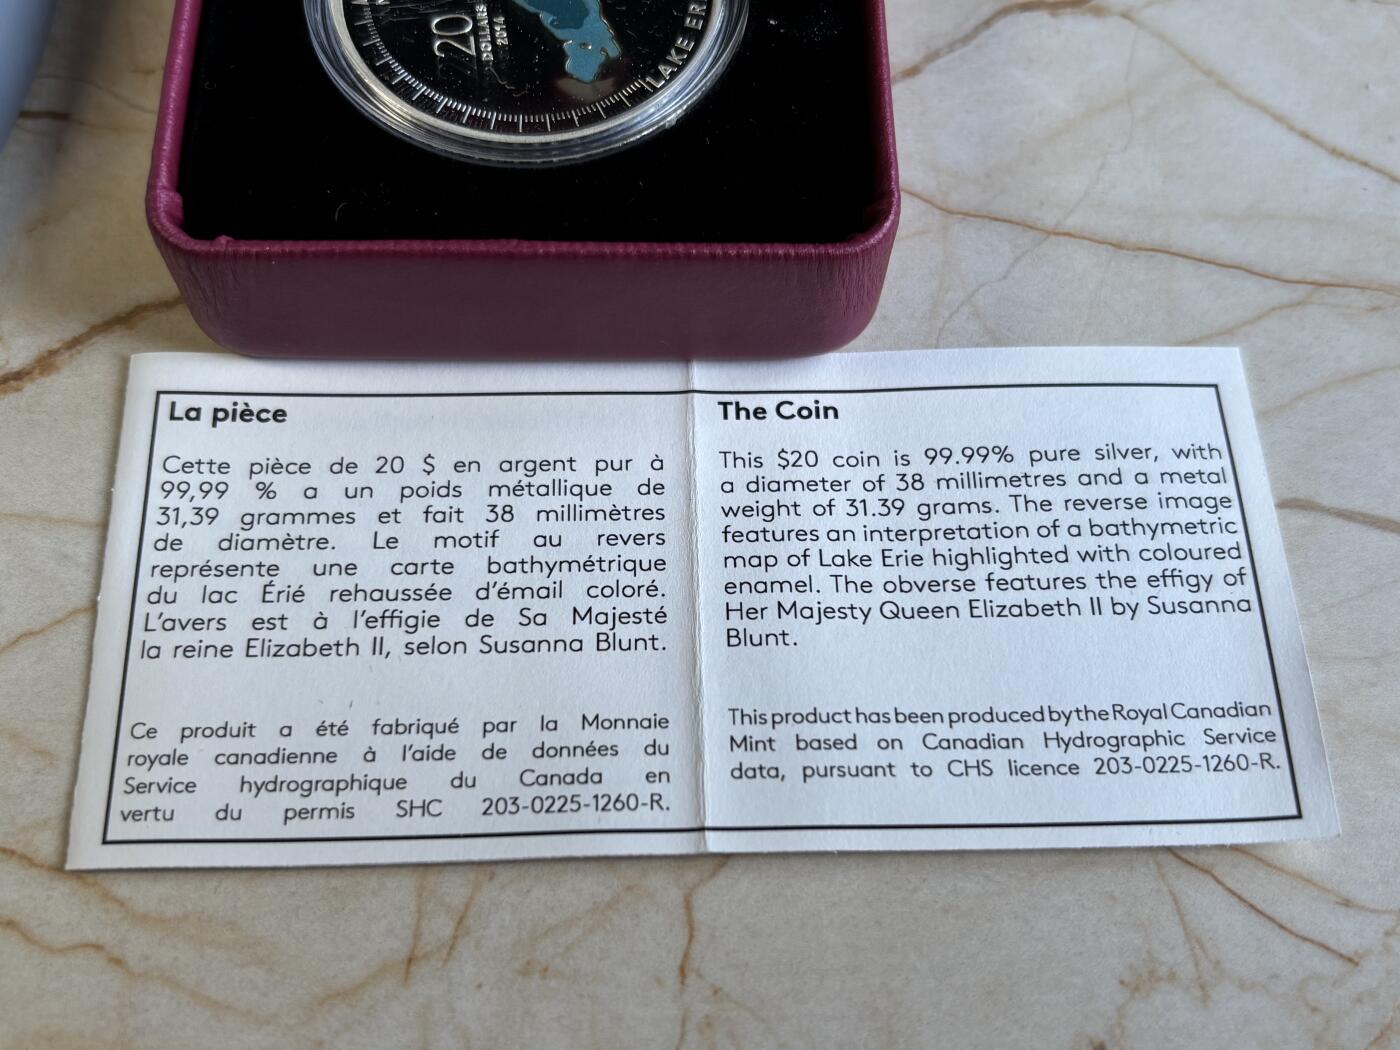 20
DOLLARS
2014
LAKE
La pièce
Cette pièce de 20 $ en argent pur à
99,99 % a un poids métallique de
31,39 grammes et fait 38 millimètres
de diamètre. Le motif au revers
représente une carte bathymétrique
du lac Érié rehaussée d'émail coloré.
L'avers est à l'effigie de Sa Majesté
la reine Elizabeth II, selon Susanna Blunt.
Ce produit a été fabriqué par la Monnaie
royale canadienne à l'aide de données du
Service hydrographique du Canada en
vertu du permis SHC 203-0225-1260-R.
The Coin
This $20 coin is 99.99% pure silver, with
a diameter of 38 millimetres and a metal
weight of 31.39 grams. The reverse image
features an interpretation of a bathymetric
map of Lake Erie highlighted with coloured
enamel. The obverse features the effigy of
Her Majesty Queen Elizabeth II by Susanna
Blunt.
This product has been produced by the Royal Canadian
Mint based on Canadian Hydrographic Service
data, pursuant to CHS licence 203-0225-1260-R.